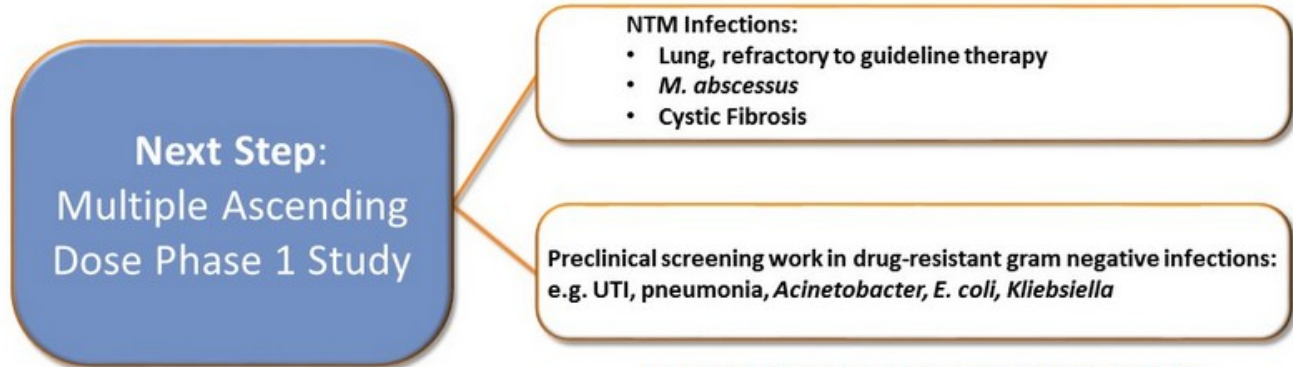 Next Step:
Multiple Ascending
Dose Phase 1 Study
NTM Infections:
• Lung, refractory to guideline therapy
• M. abscessus
• Cystic Fibrosis
Preclinical screening work in drug-resistant gram negative infections:
e.g. UTI, pneumonia, Acinetobacter, E. coli, Kliebsiella